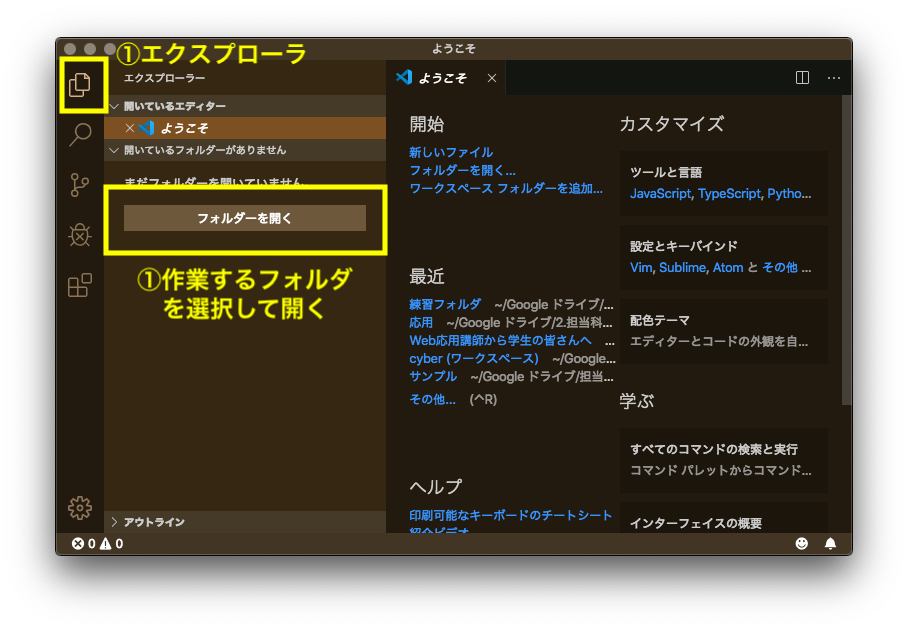 ようこそ
①エクスプローラ
エクスプローラー
開いているエディター
ようこそ
開いているフォルダーがありません
まだフォルダーを開いていません。
フォルダーを開く
①作業するフォルダ
を選択して開く
アウトライン
0 0
ようこそ
開始
新しいファイル
フォルダーを開く...
ワークスペース フォルダーを追加...
最近
練習フォルダ ~/Google ドライブ/...
応用 ~/Google ドライブ/2.担当科...
Web応用講師から学生の皆さんへ ...
cyber (ワークスペース) ~/Google...
サンプル ~/Google ドライブ/担当...
その他... (^R)
ヘルプ
印刷可能なキーボードのチートシート
紹介ビデオ
カスタマイズ
ツールと言語
JavaScript, TypeScript, Pytho...
設定とキーバインド
Vim, Sublime, Atom と その他 ...
配色テーマ
エディターとコードの外観を自...
学ぶ
すべてのコマンドの検索と実行
コマンド パレットからコマンド...
インターフェイスの概要